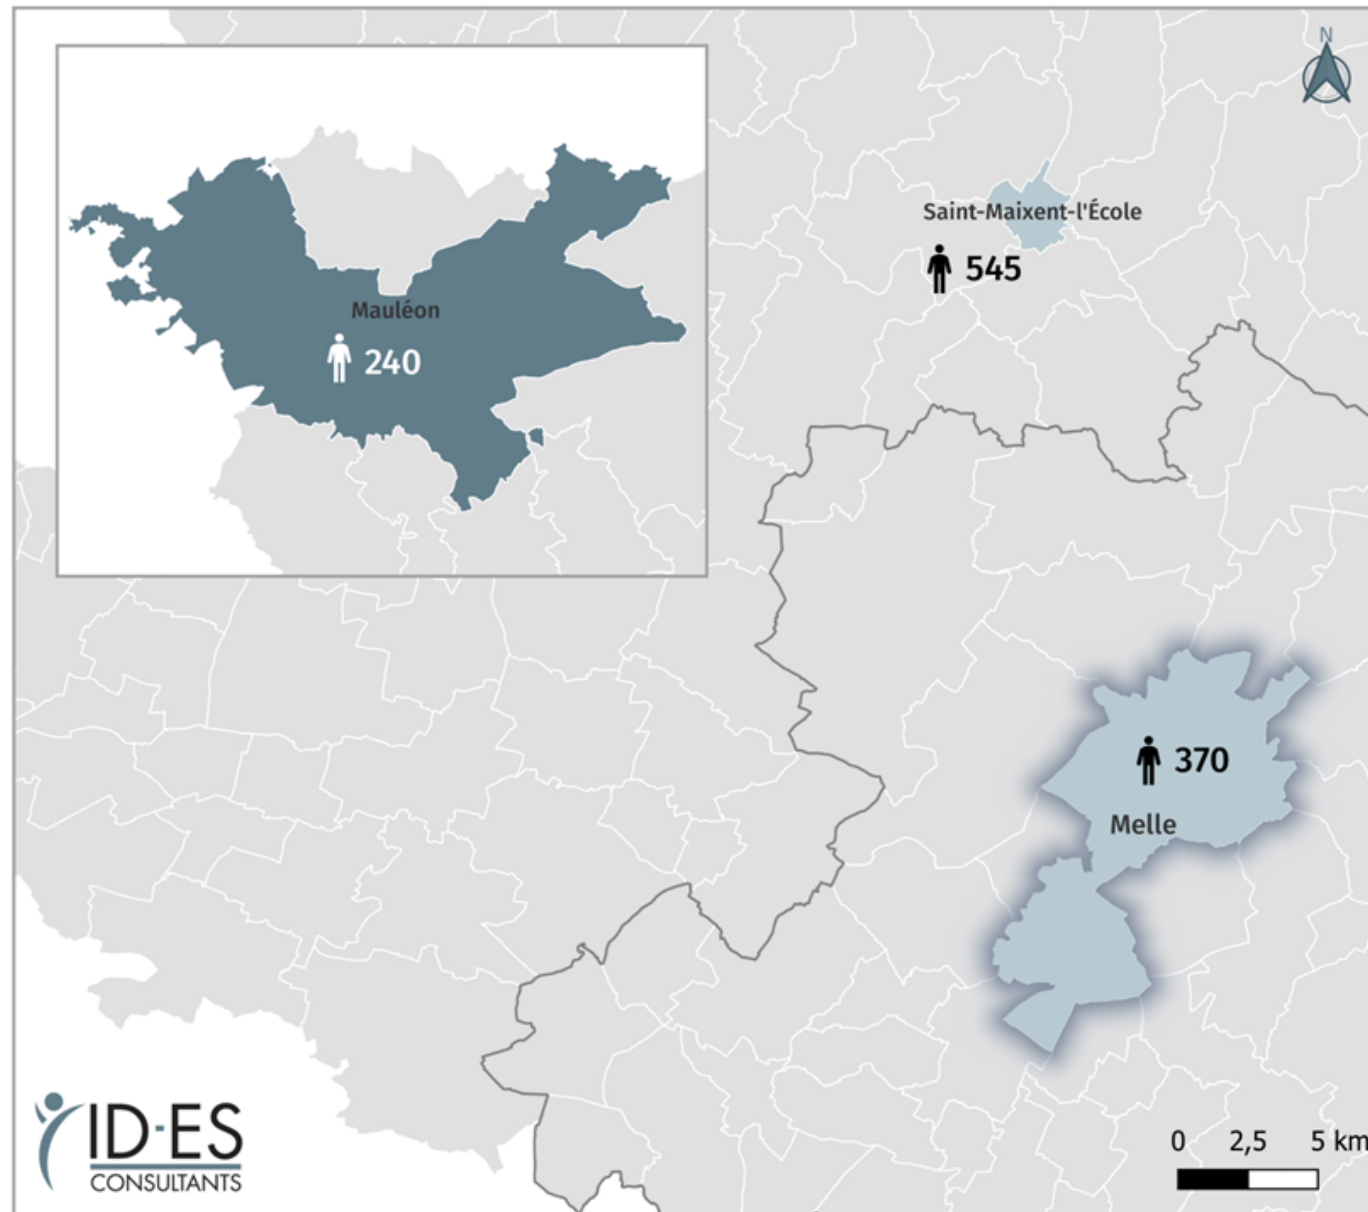 N
Saint-Maixent-l'École
545
Mauléon
240
370
Melle
ID-ES
CONSULTANTS
0 2,5 5 km